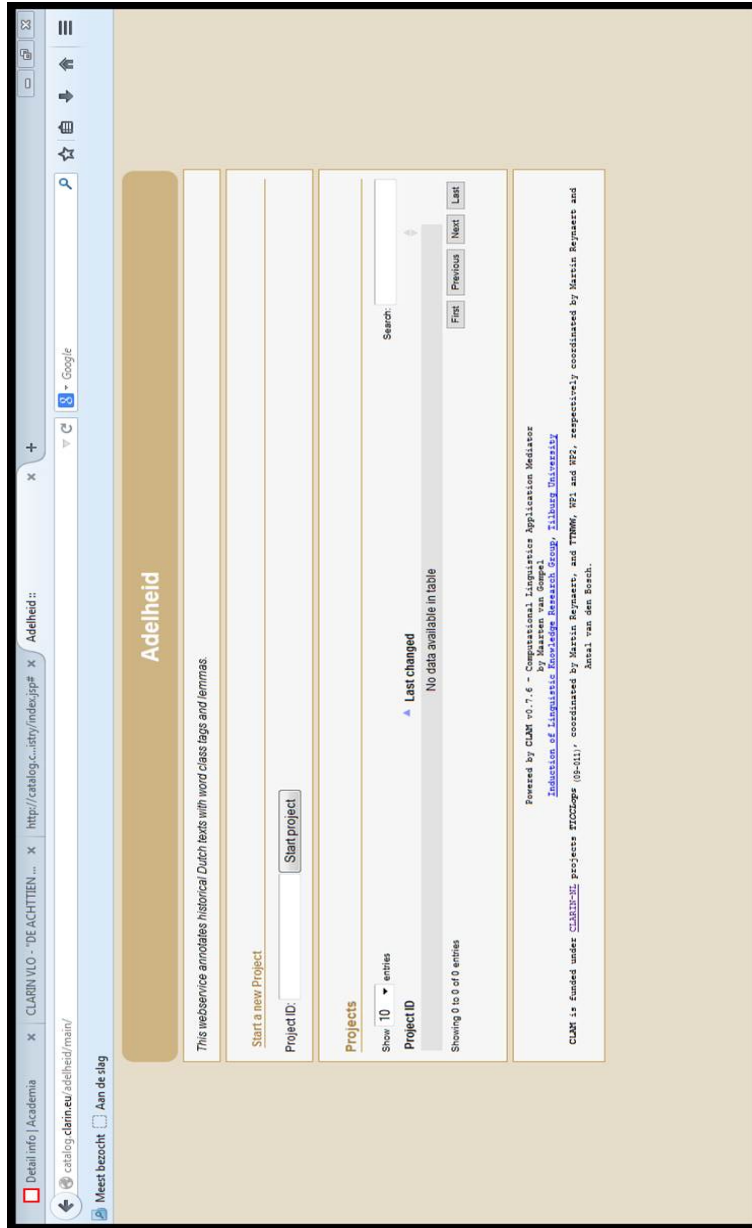 Detail info | Academia × CLARIN VLO - "DE ACHTTIEN ... × http://catalog.c...istry/index.jsp# × Adelheid :: × +
catalog.clarin.eu/adelheid/main/ Google
Meest bezocht Aan de slag
Adelheid
This webservice annotates historical Dutch texts with word class tags and lemmas.
Start a new Project
Project ID: Start project
Projects
Show 10 entries Search:
Project ID Last changed
No data available in table
Showing 0 to 0 of 0 entries First Previous Next Last
Powered by CLAM v0.7.6 - Computational Linguistics Application Mediator
by Maarten van Gompel
Induction of Linguistic Knowledge Research Group, Tilburg University
CLAM is funded under CLARIN-NL projects TICCLops (09-011), coordinated by Martin Reynaert, and TTNWW, WP1 and WP2, respectively coordinated by Martin Reynaert and
Antal van den Bosch.